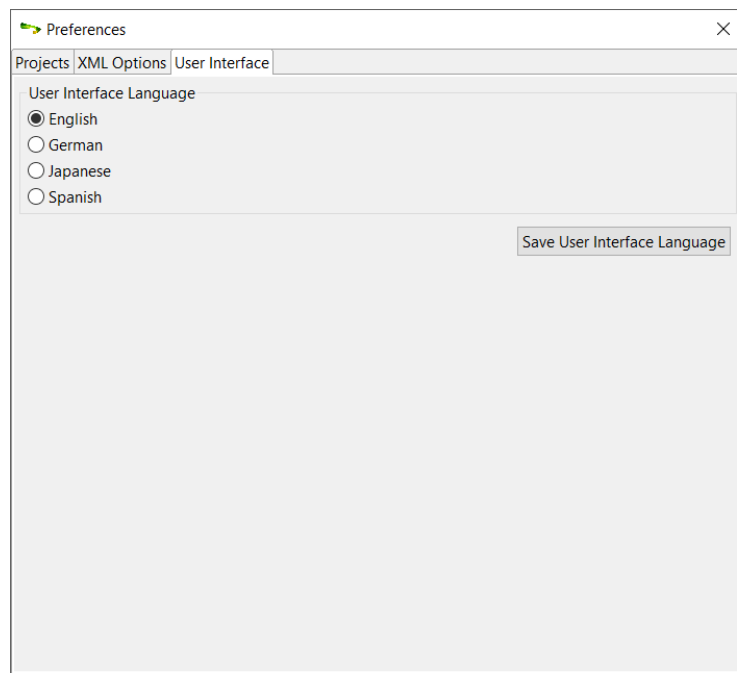 Preferences
Projects XML Options User Interface
User Interface Language
English
German
Japanese
Spanish
Save User Interface Language